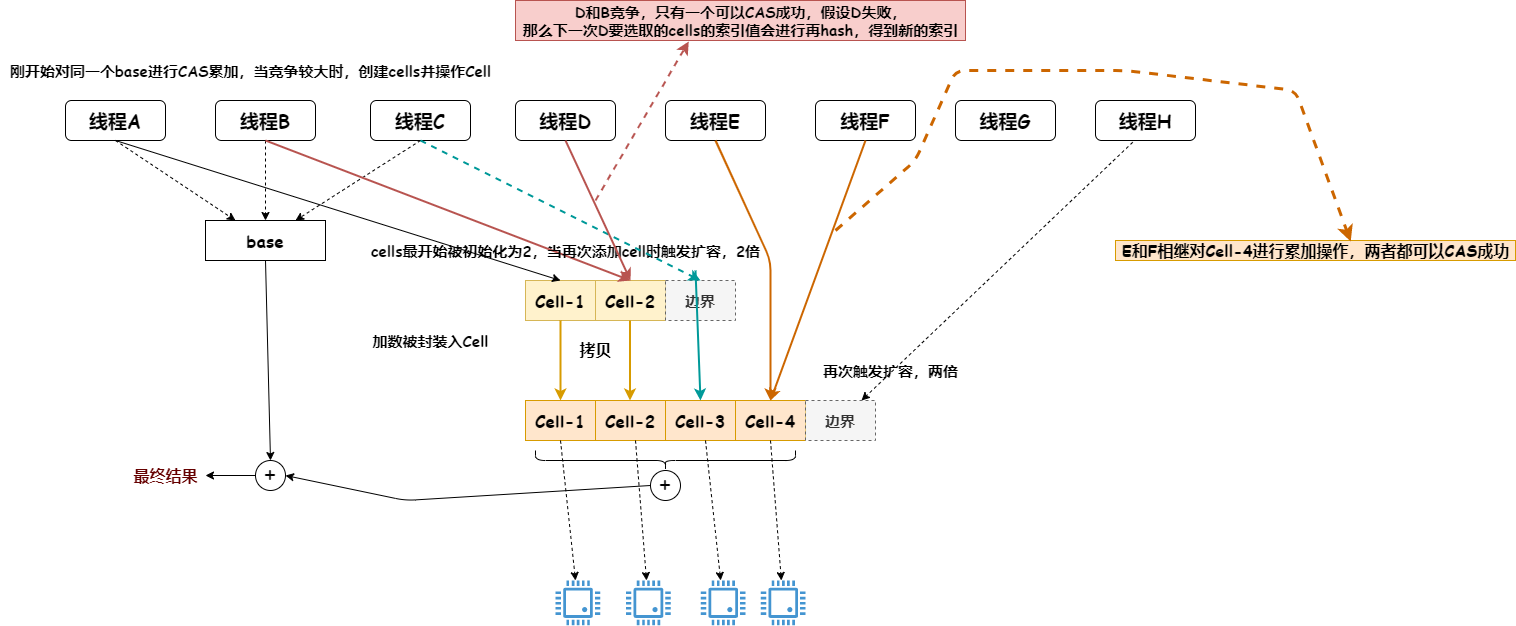 D和B竞争，只有一个可以CAS成功，假设D失败，
那么下一次D要选取的cells的索引值会进行再hash，得到新的索引
刚开始对同一个base进行CAS累加，当竞争较大时，创建cells并操作Cell
线程A
线程B
线程C
线程D
线程E
线程F
线程G
线程H
base
cells最开始被初始化为2，当再次添加cell时触发扩容，2倍
E和F相继对Cell-4进行累加操作，两者都可以CAS成功
Cell-1
Cell-2
边界
加数被封装入Cell
拷贝
再次触发扩容，两倍
Cell-1
Cell-2
Cell-3
Cell-4
边界
最终结果
+
+